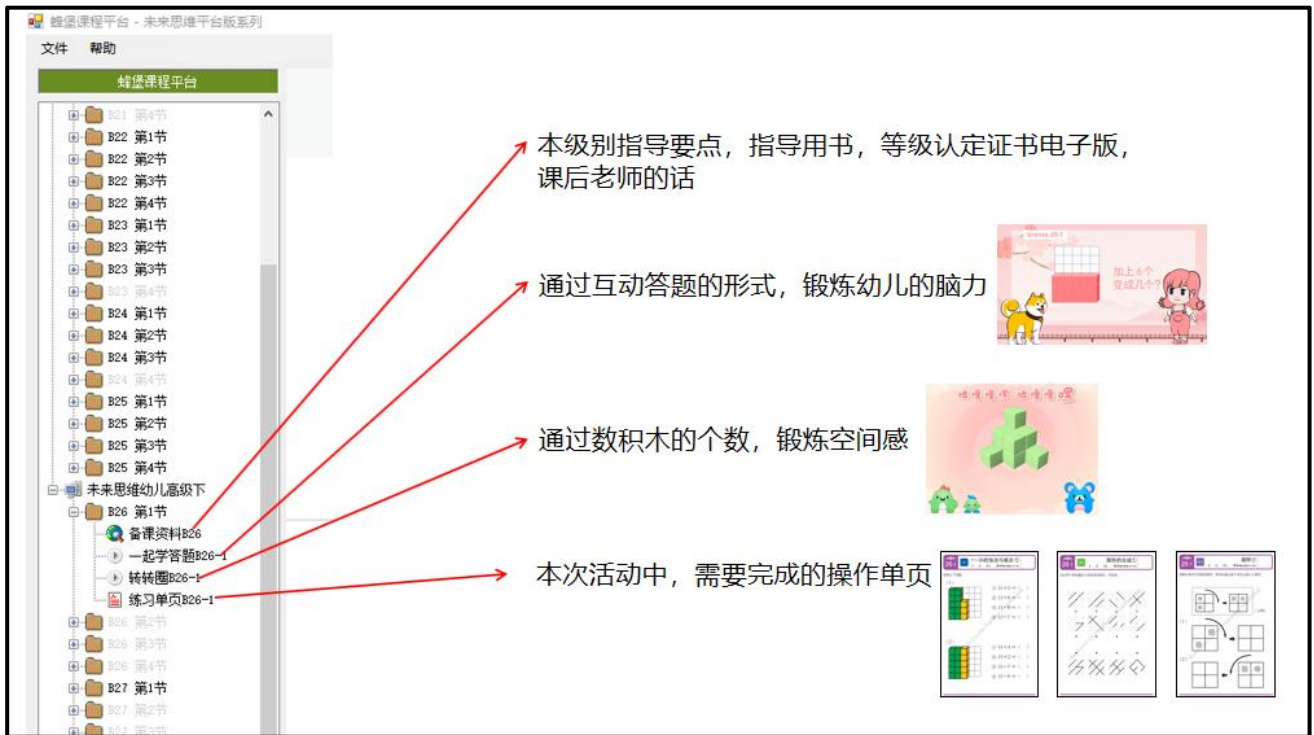 蜂堡课程平台 - 未来思维平台版系列
文件 帮助
蜂堡课程平台
B21 第4节
B22 第1节
B22 第2节
B22 第3节
B22 第4节
B23 第1节
B23 第2节
B23 第3节
B23 第4节
B24 第1节
B24 第2节
B24 第3节
B24 第4节
B25 第1节
B25 第2节
B25 第3节
B25 第4节
未来思维幼儿高级下
B26 第1节
备课资料B26
一起学答题B26-1
转转圈B26-1
练习单页B26-1
B26 第2节
B26 第3节
B26 第4节
B27 第1节
B27 第2节
B27 第3节
本级别指导要点，指导用书，等级认定证书电子版，
课后老师的话
通过互动答题的形式，锻炼幼儿的脑力
加上6个
变成几个?
通过数积木的个数，锻炼空间感
咕噜噜 咕噜噜嘿
本次活动中，需要完成的操作单页